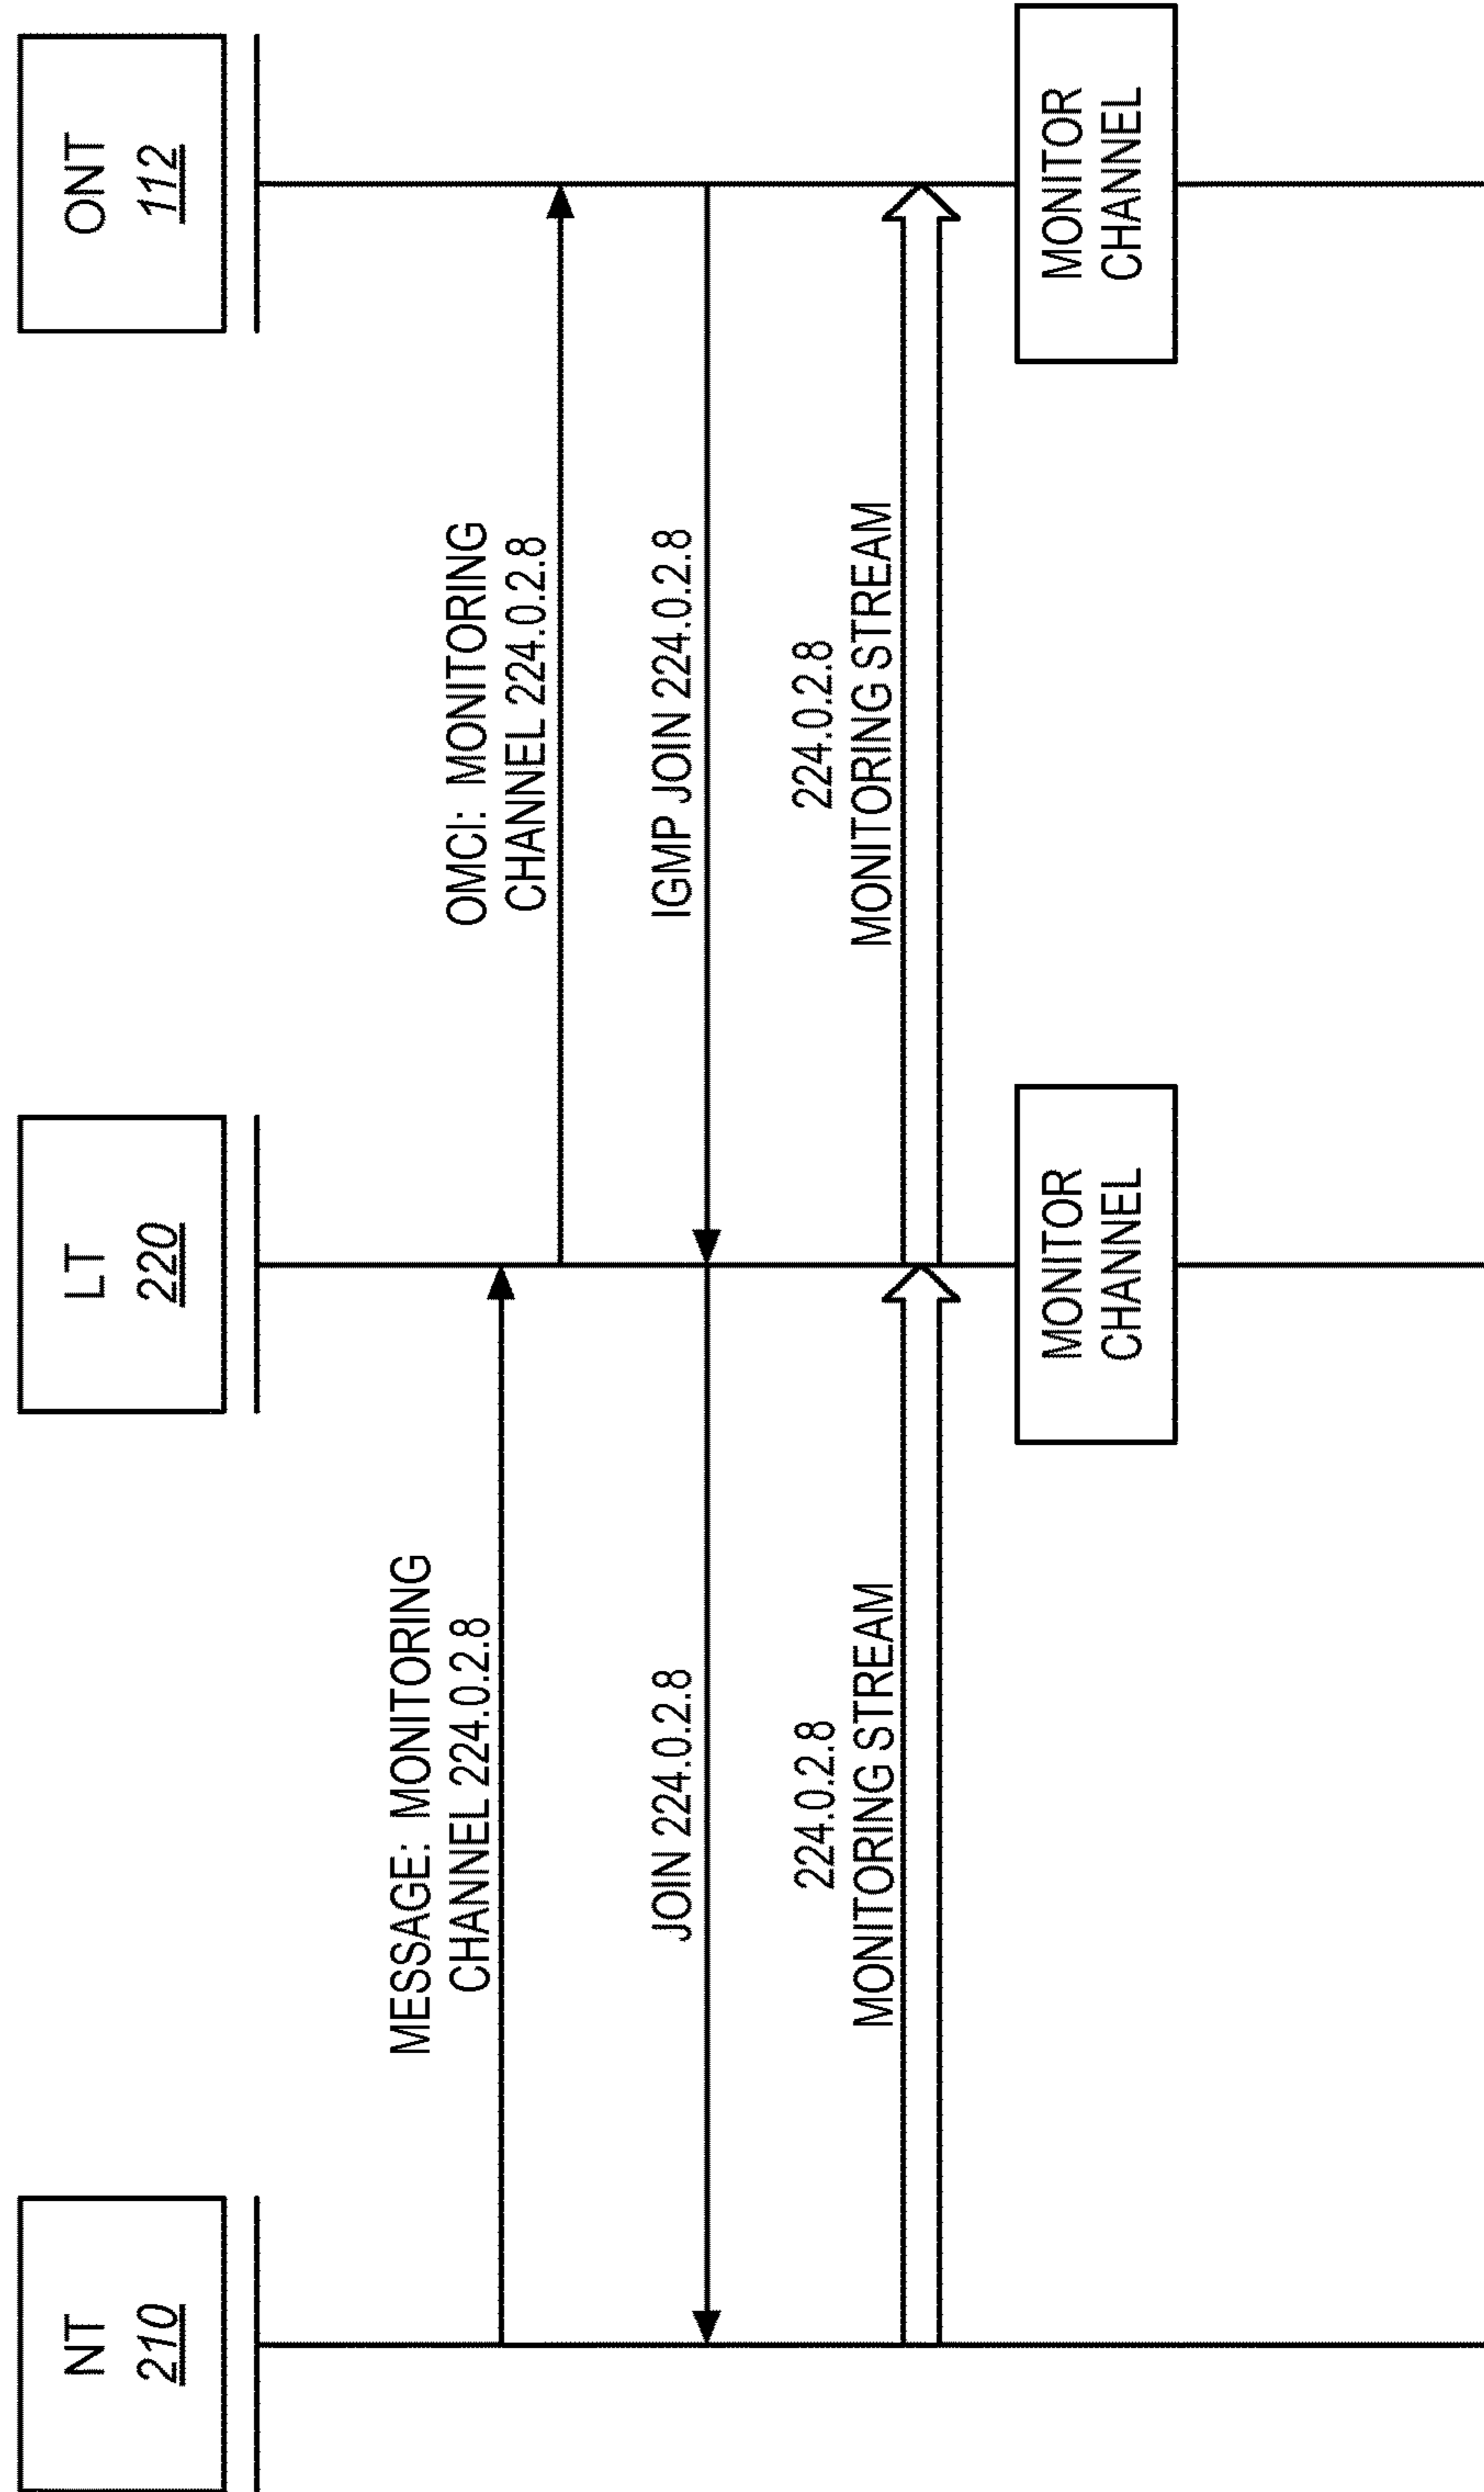 NT
210
LT
220
ONT
112
MESSAGE: MONITORING
CHANNEL 224.0.2.8
OMCI: MONITORING
CHANNEL 224.0.2.8
JOIN 224.0.2.8
IGMP JOIN 224.0.2.8
224.0.2.8
MONITORING STREAM
224.0.2.8
MONITORING STREAM
MONITOR
CHANNEL
MONITOR
CHANNEL